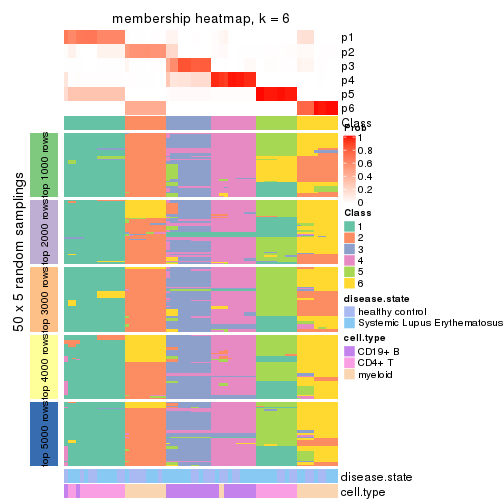 membership heatmap, k = 6
p1
p2
p3
p4
p5
p6
Class
Prob
1
0.8
0.6
0.4
0.2
0
Class
1
2
3
4
5
6
disease.state
healthy control
Systemic Lupus Erythematosus
cell.type
CD19+ B
CD4+ T
myeloid
50 x 5 random samplings
top 1000 rows
top 2000 rows
top 3000 rows
top 4000 rows
top 5000 rows
disease.state
cell.type